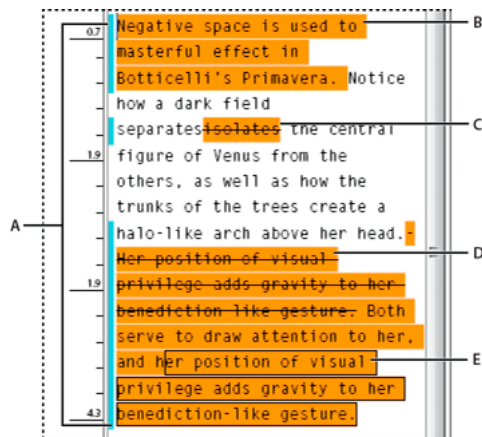 Negative space is used to
masterful effect in
Botticelli's Primavera. Notice
how a dark field
separatesisolates the central
figure of Venus from the
others, as well as how the
trunks of the trees create a
halo-like arch above her head.
Her position of visual
privilege adds gravity to her
benediction like gesture. Both
serve to draw attention to her,
and her position of visual
privilege adds gravity to her
benediction-like gesture.
0.7
1.9
1.9
4.3
A
B
C
D
E